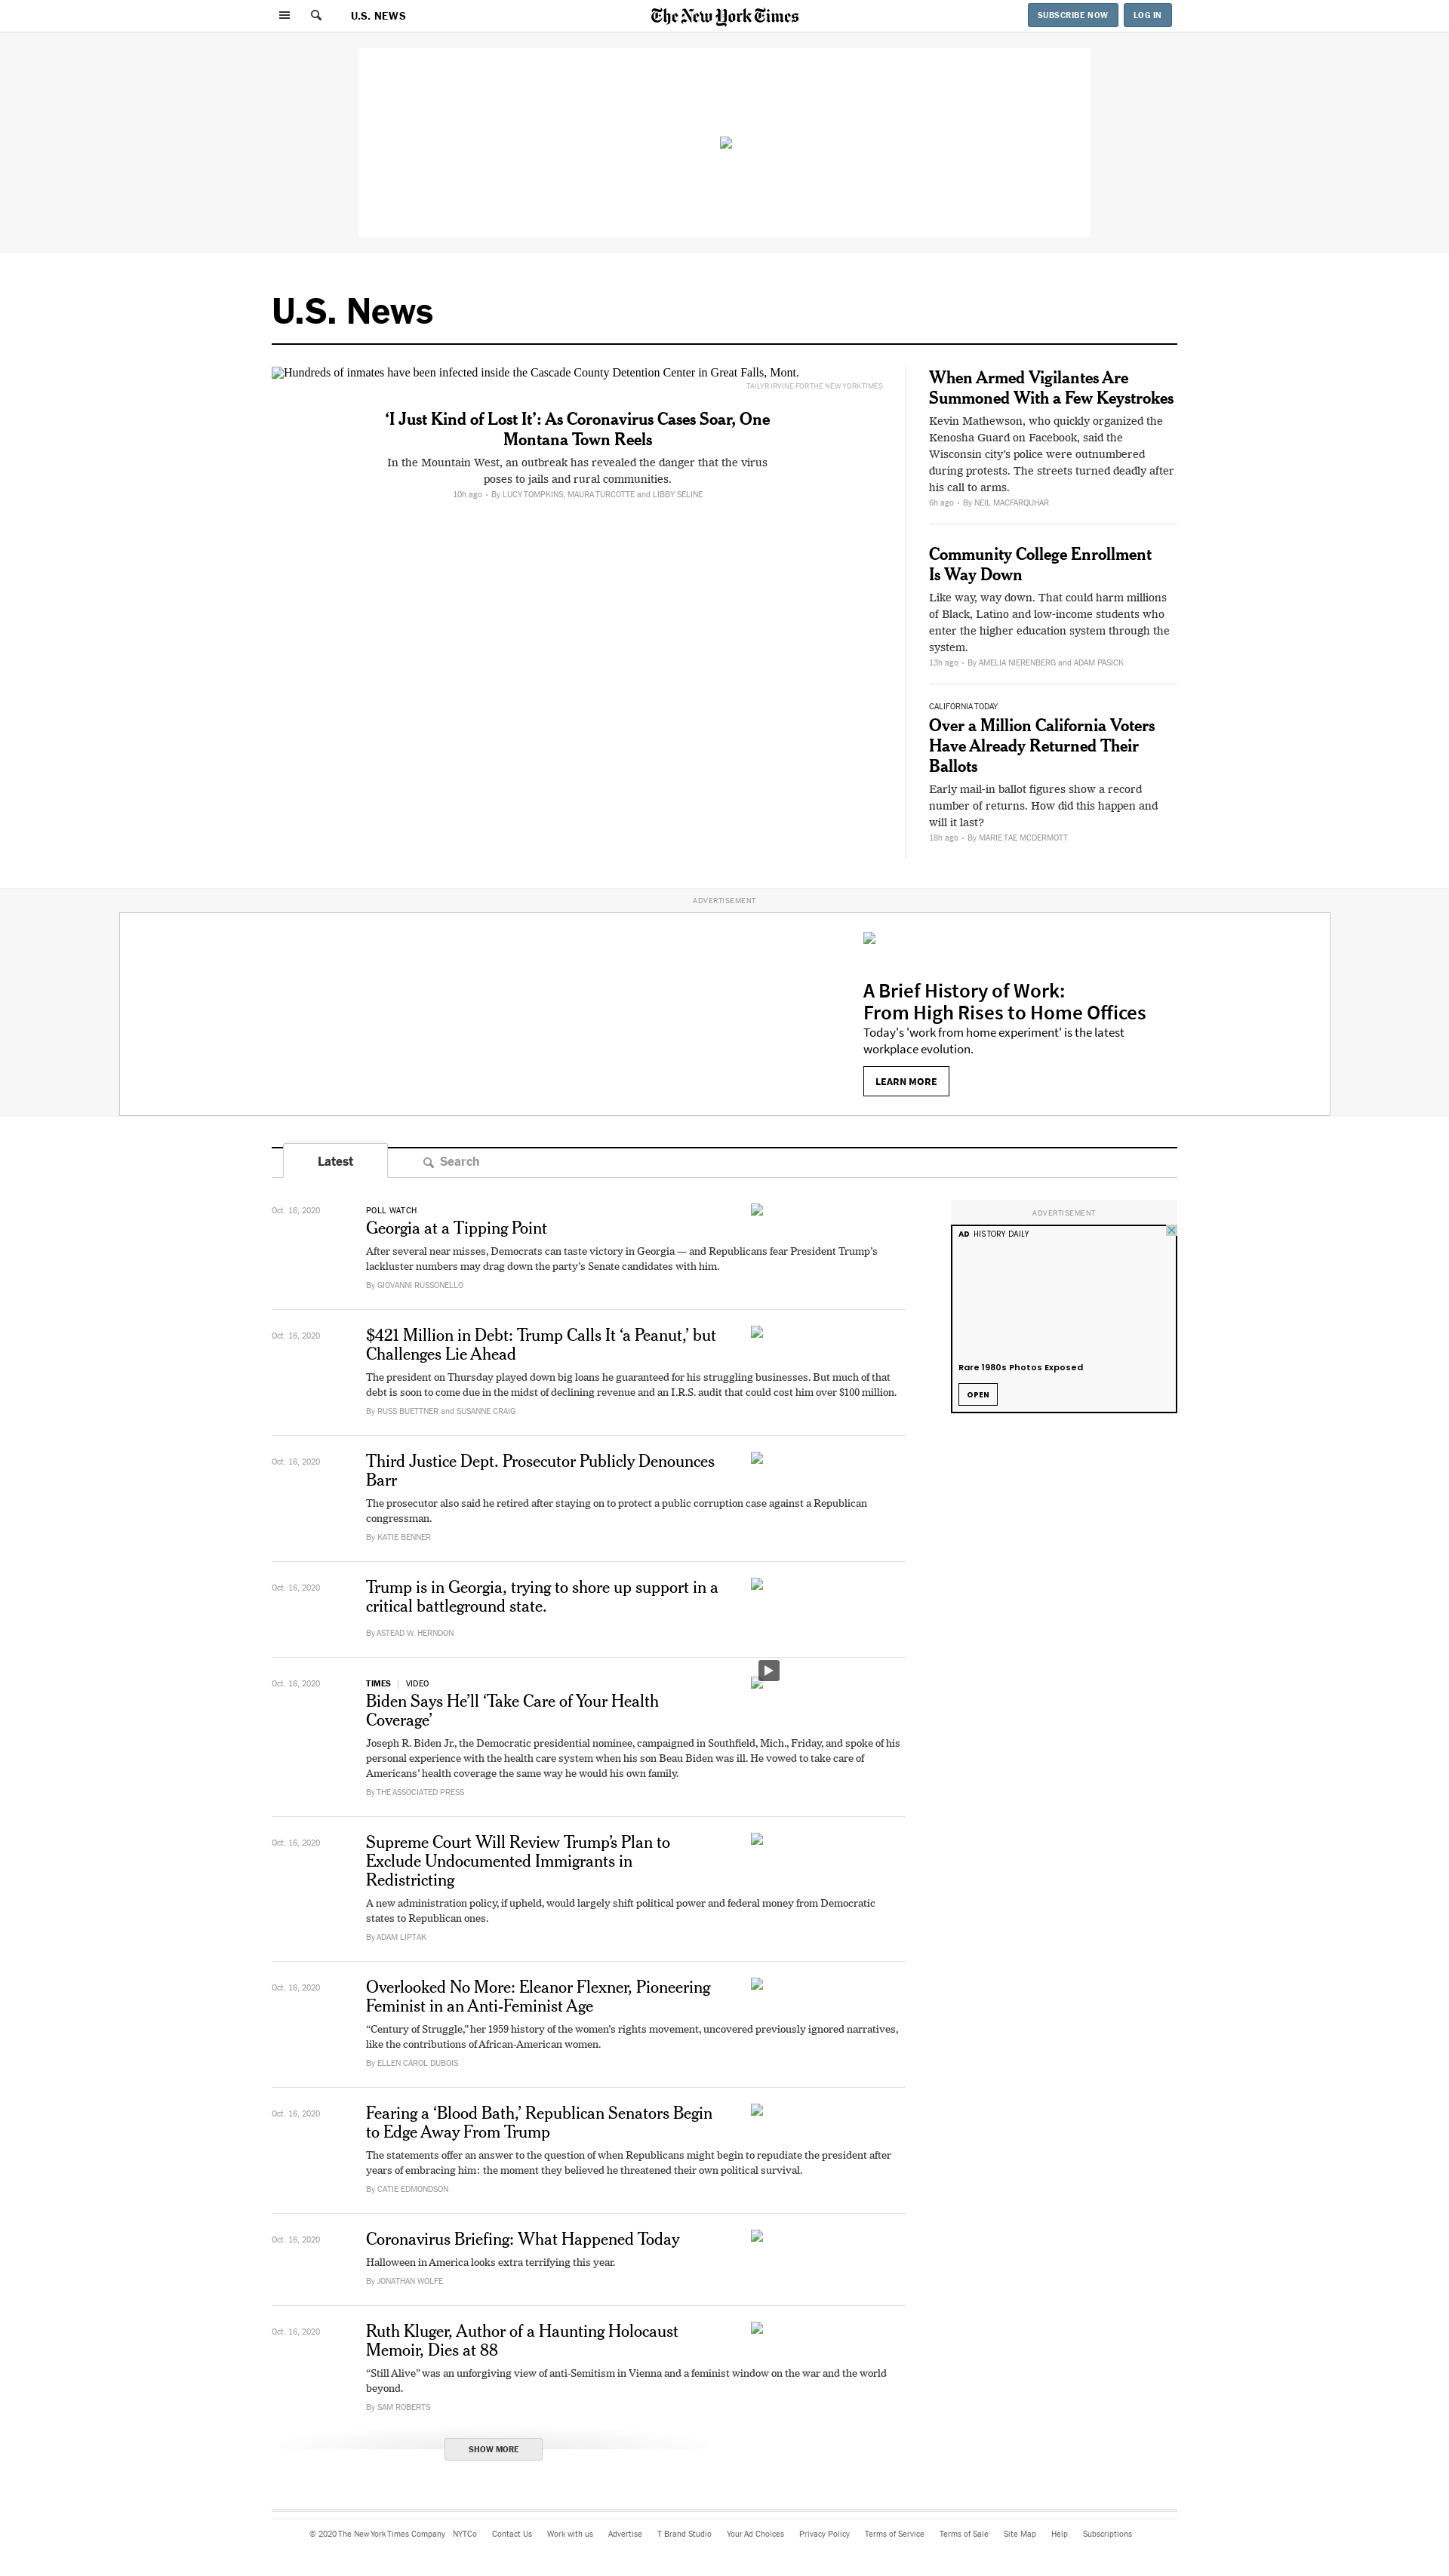 U.S. NEWS
The New York Times
SUBSCRIBE NOW
LOG IN
U.S. News
Hundreds of inmates have been infected inside the Cascade County Detention Center in Great Falls, Mont.
TAILYR IRVINE FOR THE NEW YORK TIMES
‘I Just Kind of Lost It’: As Coronavirus Cases Soar, One
Montana Town Reels
In the Mountain West, an outbreak has revealed the danger that the virus
poses to jails and rural communities.
10h ago • By LUCY TOMPKINS, MAURA TURCOTTE and LIBBY SELINE
When Armed Vigilantes Are
Summoned With a Few Keystrokes
Kevin Mathewson, who quickly organized the
Kenosha Guard on Facebook, said the
Wisconsin city’s police were outnumbered
during protests. The streets turned deadly after
his call to arms.
6h ago • By NEIL MACFARQUHAR
Community College Enrollment
Is Way Down
Like way, way down. That could harm millions
of Black, Latino and low-income students who
enter the higher education system through the
system.
13h ago • By AMELIA NIERENBERG and ADAM PASICK
CALIFORNIA TODAY
Over a Million California Voters
Have Already Returned Their
Ballots
Early mail-in ballot figures show a record
number of returns. How did this happen and
will it last?
18h ago • By MARIE TAE MCDERMOTT
ADVERTISEMENT
A Brief History of Work:
From High Rises to Home Offices
Today's 'work from home experiment' is the latest
workplace evolution.
LEARN MORE
Latest
Search
Oct. 16, 2020
POLL WATCH
Georgia at a Tipping Point
After several near misses, Democrats can taste victory in Georgia — and Republicans fear President Trump’s
lackluster numbers may drag down the party’s Senate candidates with him.
By GIOVANNI RUSSONELLO
ADVERTISEMENT
AD HISTORY DAILY
Rare 1980s Photos Exposed
OPEN
Oct. 16, 2020
$421 Million in Debt: Trump Calls It ‘a Peanut,’ but
Challenges Lie Ahead
The president on Thursday played down big loans he guaranteed for his struggling businesses. But much of that
debt is soon to come due in the midst of declining revenue and an I.R.S. audit that could cost him over $100 million.
By RUSS BUETTNER and SUSANNE CRAIG
Oct. 16, 2020
Third Justice Dept. Prosecutor Publicly Denounces
Barr
The prosecutor also said he retired after staying on to protect a public corruption case against a Republican
congressman.
By KATIE BENNER
Oct. 16, 2020
Trump is in Georgia, trying to shore up support in a
critical battleground state.
By ASTEAD W. HERNDON
Oct. 16, 2020
TIMES | VIDEO
Biden Says He’ll ‘Take Care of Your Health
Coverage’
Joseph R. Biden Jr., the Democratic presidential nominee, campaigned in Southfield, Mich., Friday, and spoke of his
personal experience with the health care system when his son Beau Biden was ill. He vowed to take care of
Americans’ health coverage the same way he would his own family.
By THE ASSOCIATED PRESS
Oct. 16, 2020
Supreme Court Will Review Trump’s Plan to
Exclude Undocumented Immigrants in
Redistricting
A new administration policy, if upheld, would largely shift political power and federal money from Democratic
states to Republican ones.
By ADAM LIPTAK
Oct. 16, 2020
Overlooked No More: Eleanor Flexner, Pioneering
Feminist in an Anti-Feminist Age
“Century of Struggle,” her 1959 history of the women’s rights movement, uncovered previously ignored narratives,
like the contributions of African-American women.
By ELLEN CAROL DUBOIS
Oct. 16, 2020
Fearing a ‘Blood Bath,’ Republican Senators Begin
to Edge Away From Trump
The statements offer an answer to the question of when Republicans might begin to repudiate the president after
years of embracing him: the moment they believed he threatened their own political survival.
By CATIE EDMONDSON
Oct. 16, 2020
Coronavirus Briefing: What Happened Today
Halloween in America looks extra terrifying this year.
By JONATHAN WOLFE
Oct. 16, 2020
Ruth Kluger, Author of a Haunting Holocaust
Memoir, Dies at 88
“Still Alive” was an unforgiving view of anti-Semitism in Vienna and a feminist window on the war and the world
beyond.
By SAM ROBERTS
SHOW MORE
© 2020 The New York Times Company NYTCo Contact Us Work with us Advertise T Brand Studio Your Ad Choices Privacy Policy Terms of Service Terms of Sale Site Map Help Subscriptions